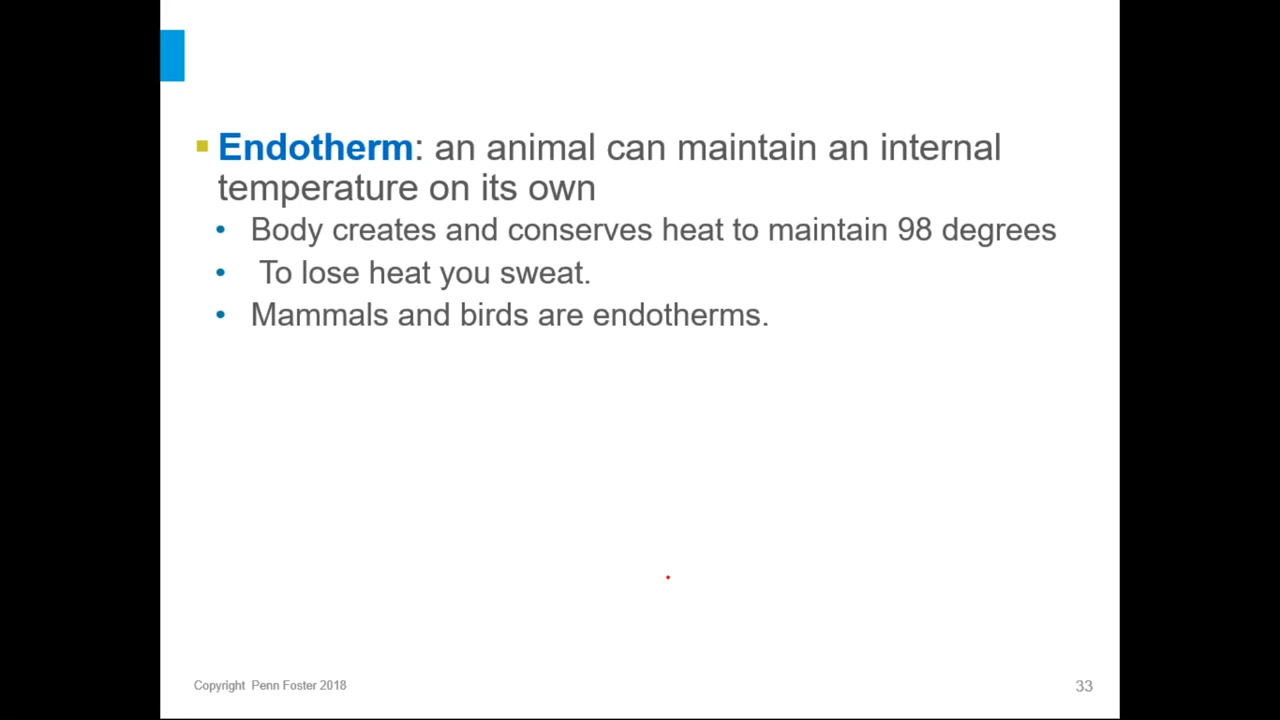 Endotherm: an animal can maintain an internal
temperature on its own
• Body creates and conserves heat to maintain 98 degrees
• To lose heat you sweat.
• Mammals and birds are endotherms.
Copyright Penn Foster 2018
33